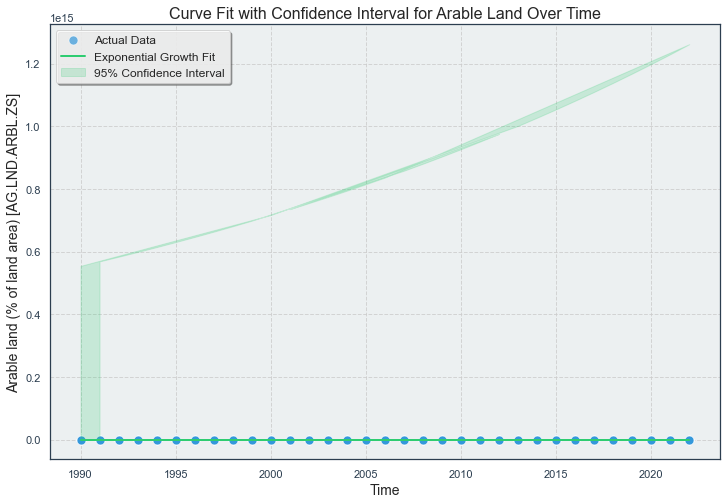 Curve Fit with Confidence Interval for Arable Land Over Time
1e15
Actual Data
Exponential Growth Fit
95% Confidence Interval
1.2
1.0
0.8
0.6
0.4
0.2
0.0
Arable land (% of land area) [AG.LND.ARBL.ZS]
1990
1995
2000
2005
2010
2015
2020
Time